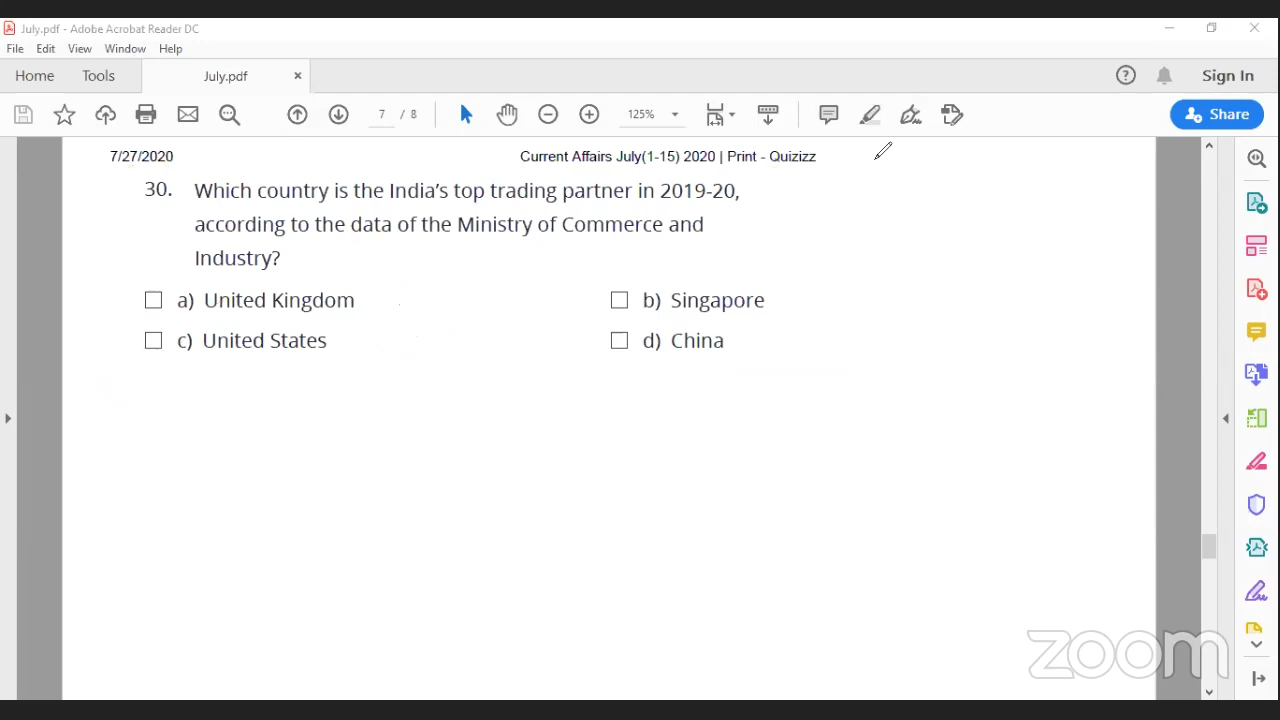 July.pdf - Adobe Acrobat Reader DC
File Edit View Window Help
Home Tools July.pdf × ? Sign In
7 / 8 125% Share
7/27/2020 Current Affairs July(1-15) 2020 | Print - Quizizz
30. Which country is the India’s top trading partner in 2019-20,
according to the data of the Ministry of Commerce and
Industry?
a) United Kingdom b) Singapore
c) United States d) China
zoom